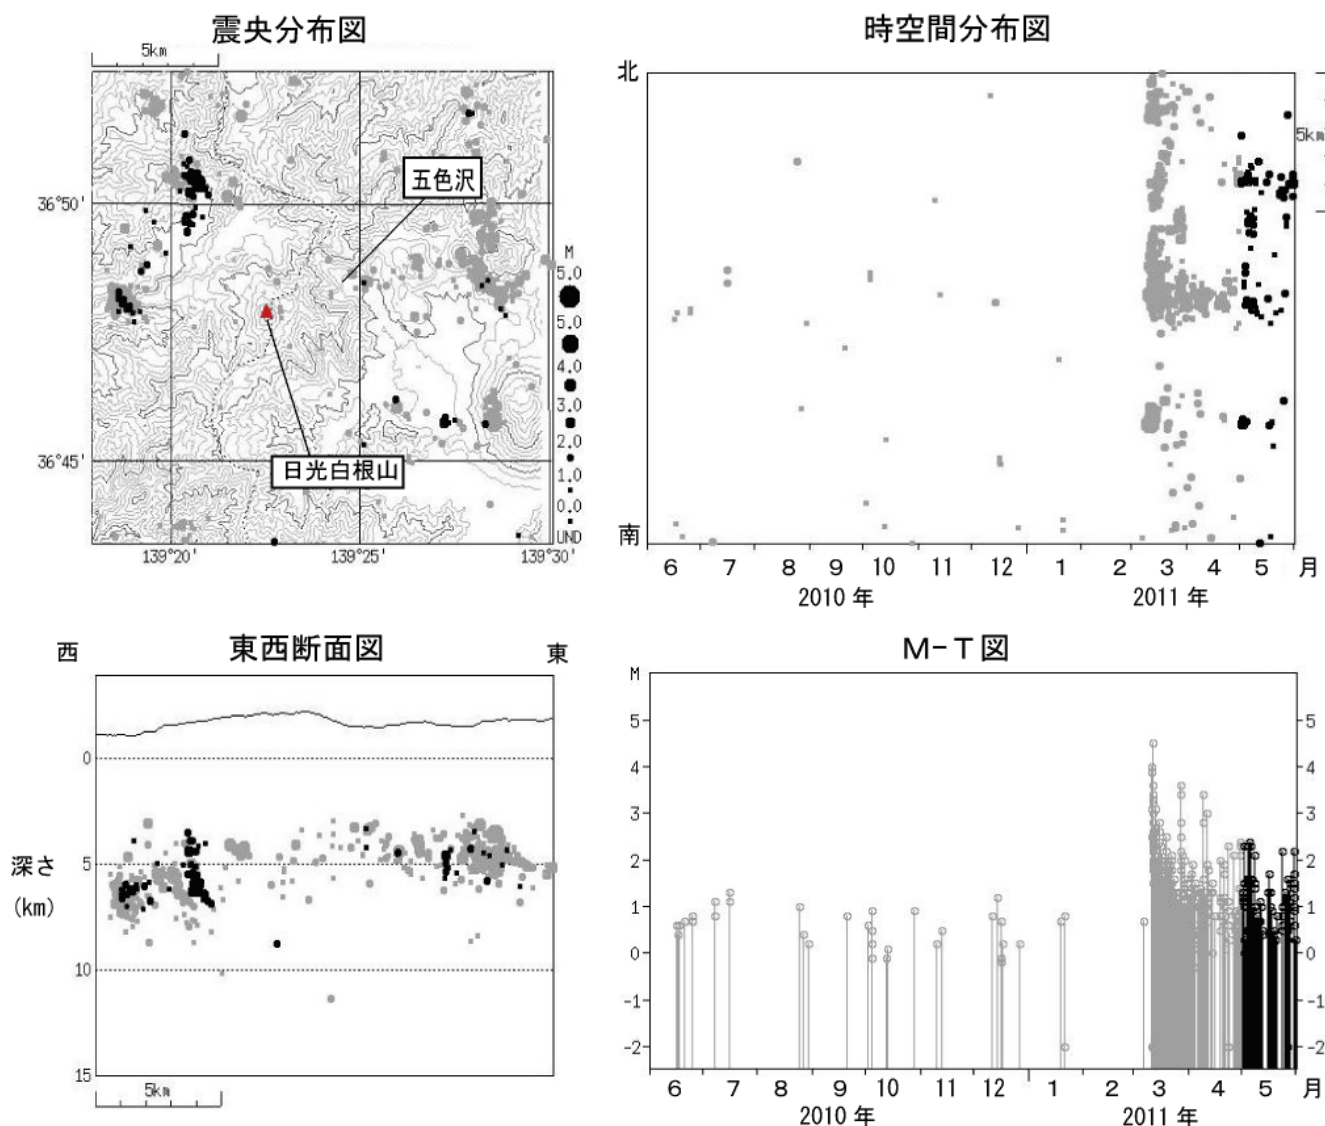 震央分布図
5km
五色沢
36°50'
36°45'
日光白根山
139°20'
139°25'
139°30'
M
5.0
5.0
4.0
3.0
2.0
1.0
0.0
UND
時空間分布図
北
南
5km
6 7 8 9 10 11 12 1 2 3 4 5 月
2010 年 2011 年
東西断面図
西
東
0
5
10
15
深さ
(km)
5km
M-T図
M
5 5
4 4
3 3
2 2
1 1
0 0
-1 -1
-2 -2
6 7 8 9 10 11 12 1 2 3 4 5 月
2010 年 2011 年